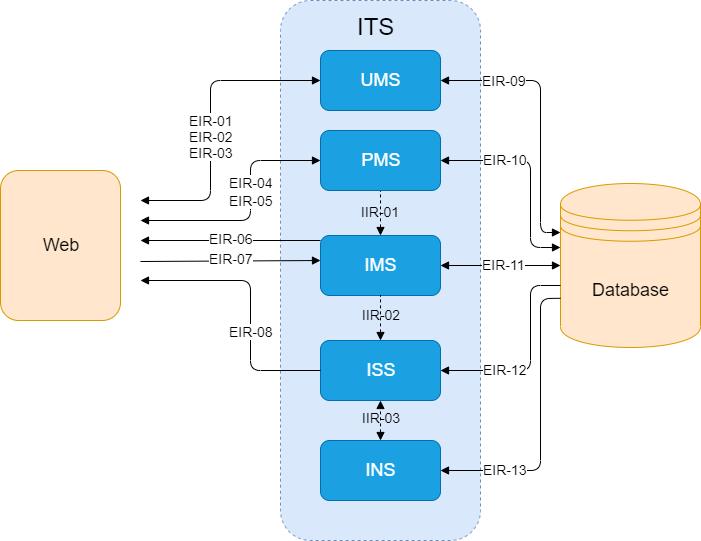 ITS
UMS
EIR-09
EIR-01
EIR-02
EIR-03
PMS
EIR-10
EIR-04
EIR-05
IIR-01
Web
EIR-06
EIR-07
IMS
EIR-11
Database
IIR-02
EIR-08
ISS
EIR-12
IIR-03
INS
EIR-13